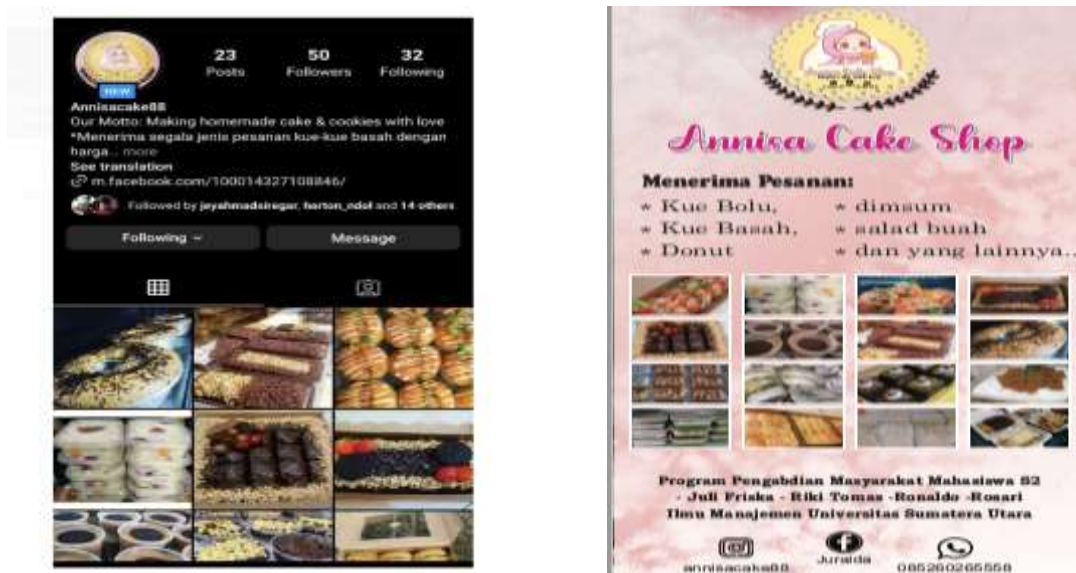 23 50 32
Posts Followers Following
NEW
Annisacake88
Our Motto: Making homemade cake & cookies with love
*Menerima segala jenis pesanan kue-kue basah dengan
harga... more
See translation
m.facebook.com/100014327108846/
Followed by jeyahmadsiregar, harton_ndol and 14 others
Following Message
Annisa Cake Shop
Menerima Pesanan:
* Kue Bolu,
* Kue Basah,
* Donut
* dimsum
* salad buah
* dan yang lainnya..
Program Pengabdian Masyarakat Mahasiswa S2
- Juli Friska - Riki Tomas -Ronaldo -Rosari
Ilmu Manajemen Universitas Sumatera Utara
annisacake88
Juraida
085260265558